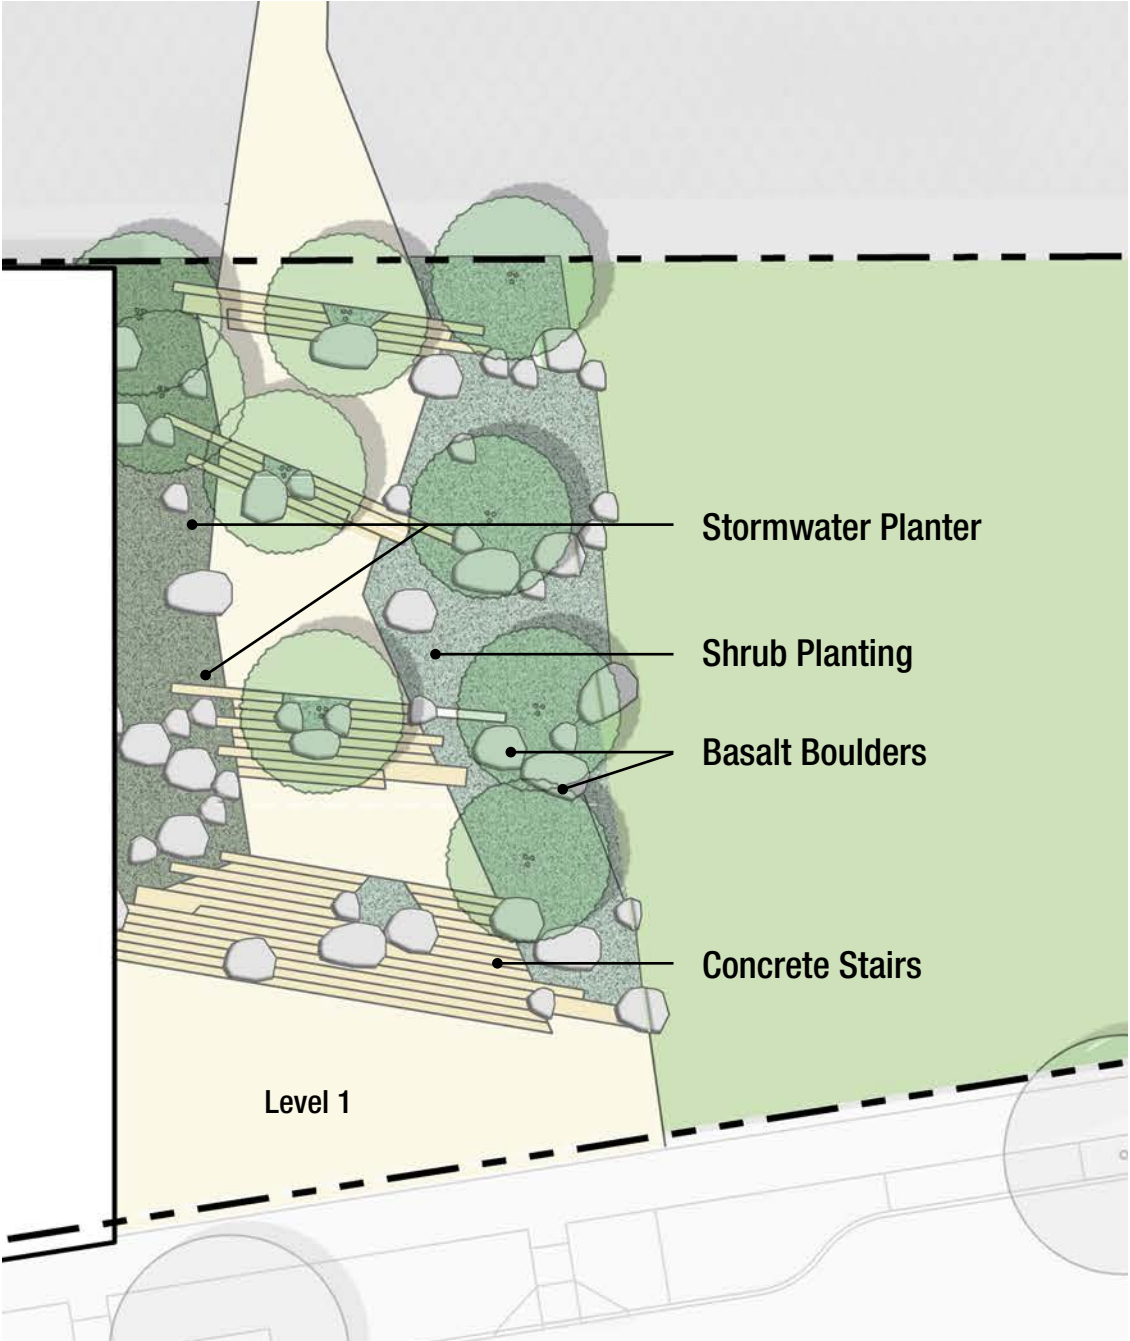 Stormwater Planter
Shrub Planting
Basalt Boulders
Concrete Stairs
Level 1